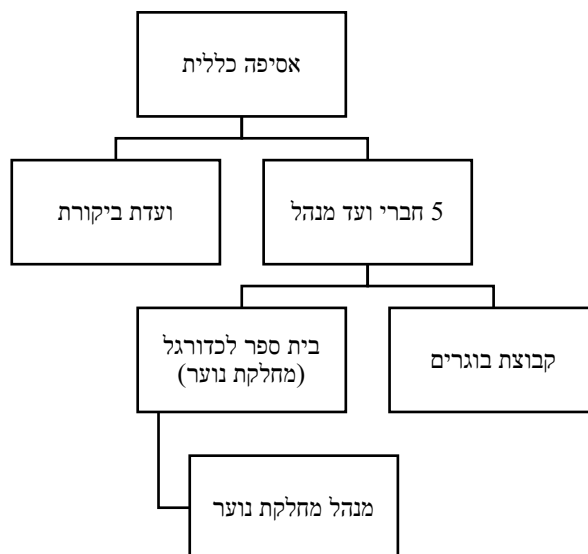 אסיפה כללית
5 חברי ועד מנהל
ועדת ביקורת
קבוצת בוגרים
בית ספר לכדורגל
(מחלקת נוער)
מנהל מחלקת נוער